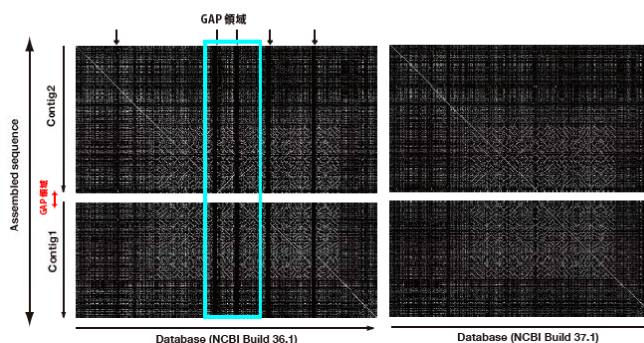 GAP 領域
Assembled sequence
Contig2
GAP 領域
Contig1
Database (NCBI Build 36.1)
Database (NCBI Build 37.1)